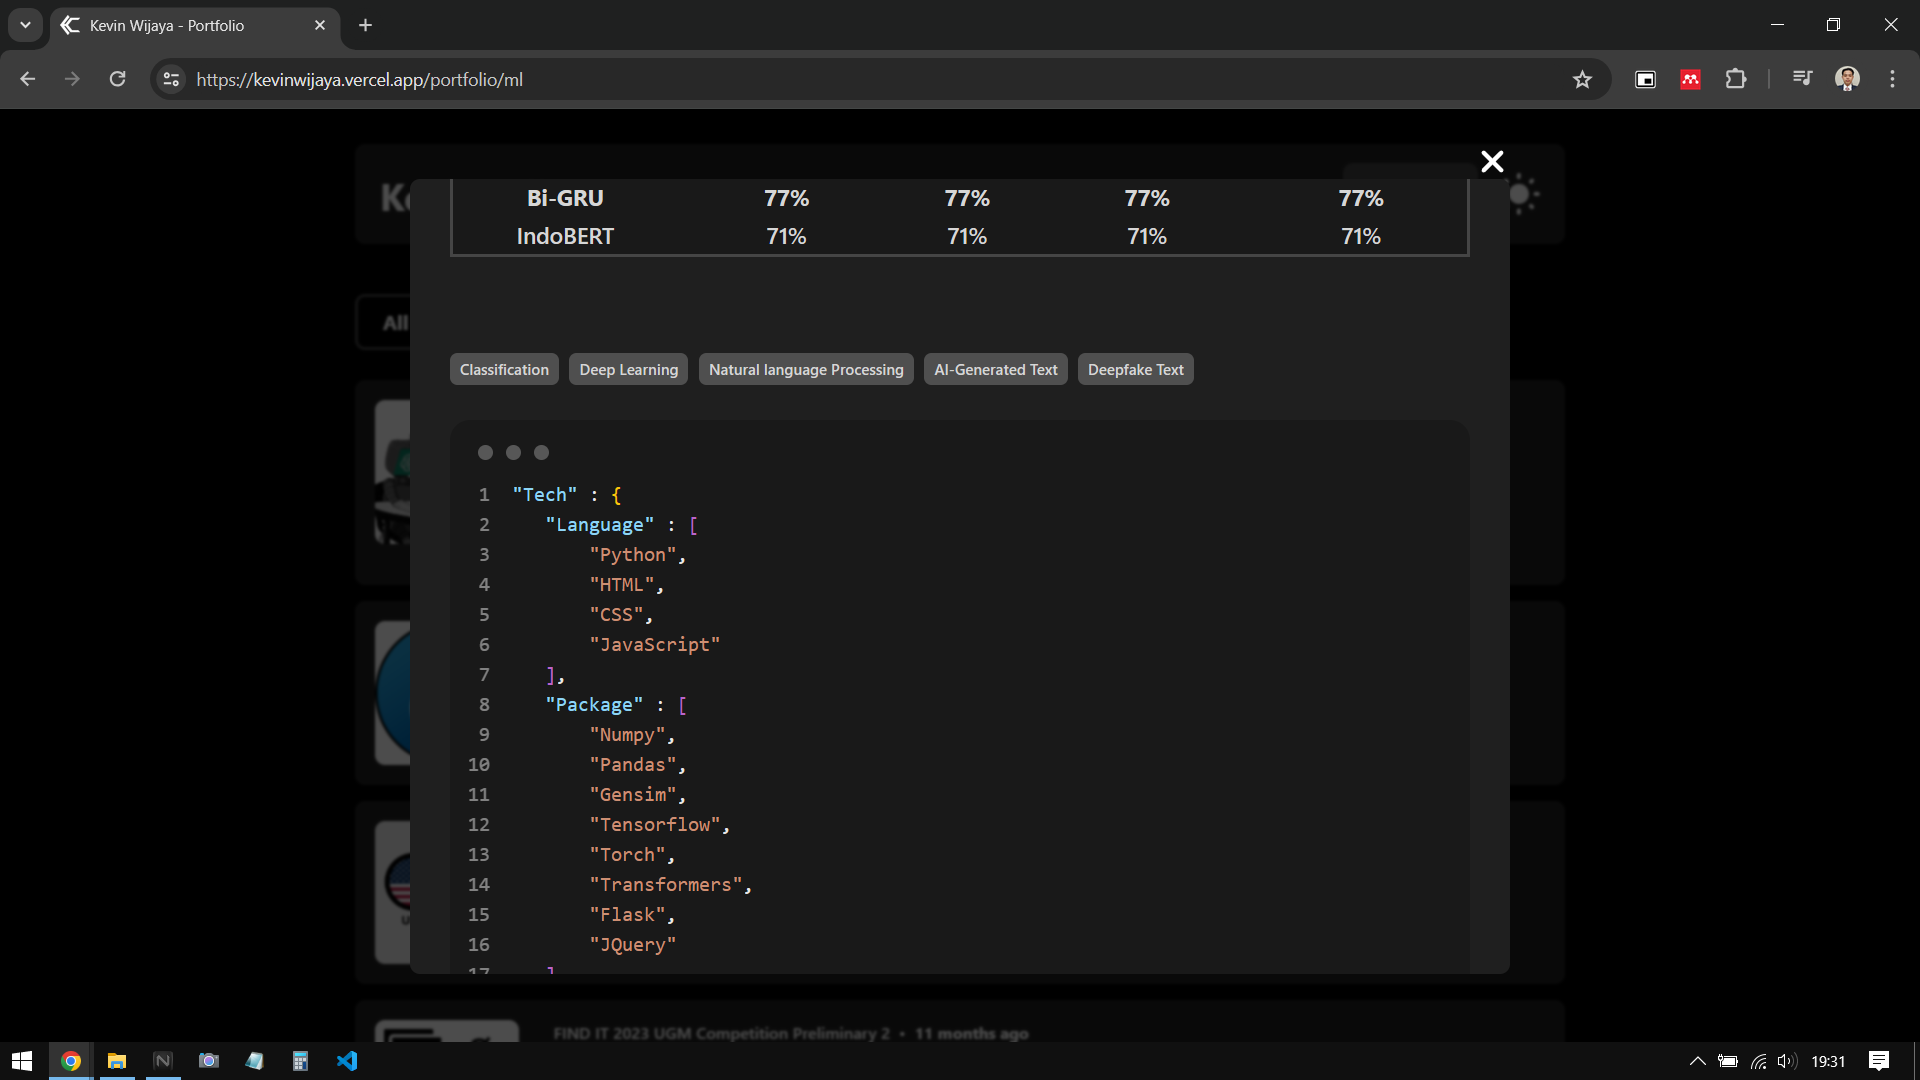 Kevin Wijaya - Portfolio
https://kevinwijaya.vercel.app/portfolio/ml
Bi-GRU 77% 77% 77% 77%
IndoBERT 71% 71% 71% 71%
All
Classification Deep Learning Natural language Processing AI-Generated Text Deepfake Text
1 "Tech" : {
2 "Language" : [
3 "Python",
4 "HTML",
5 "CSS",
6 "JavaScript"
7 ],
8 "Package" : [
9 "Numpy",
10 "Pandas",
11 "Gensim",
12 "Tensorflow",
13 "Torch",
14 "Transformers",
15 "Flask",
16 "JQuery"
17 ]
FIND IT 2023 UGM Competition Preliminary 2 • 11 months ago
19:31